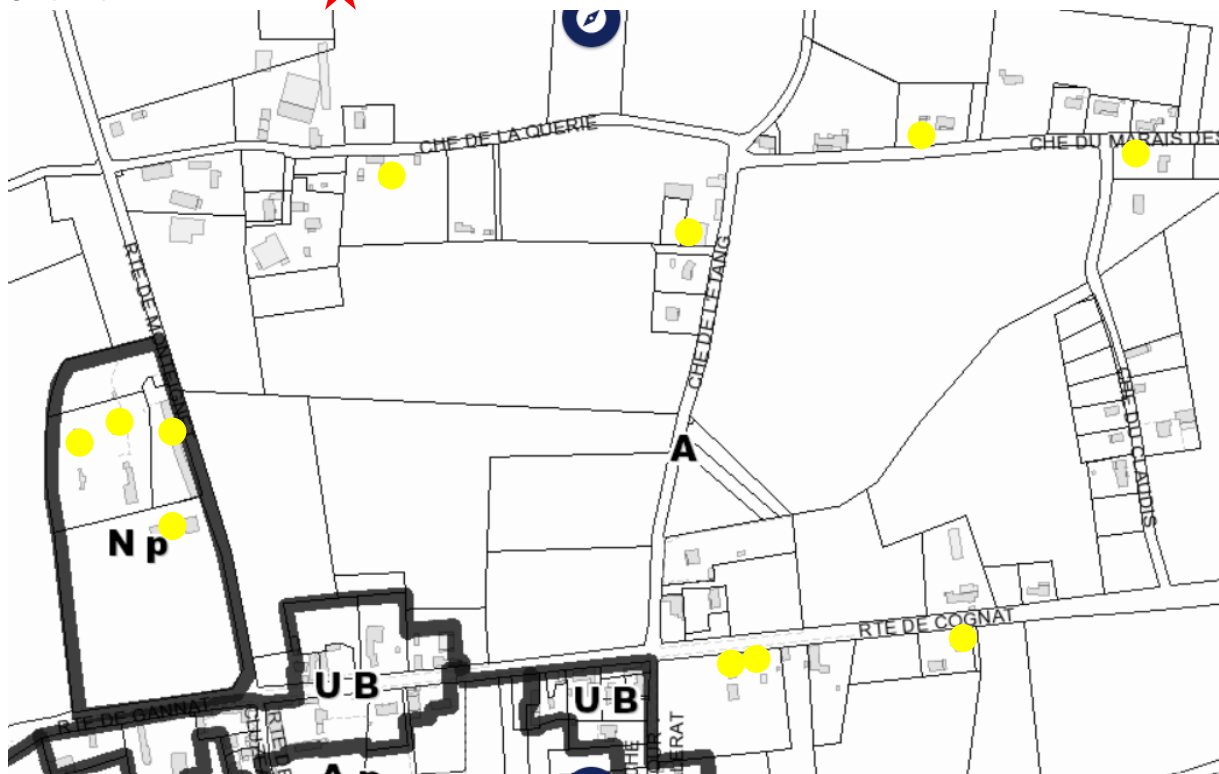 CHE DE LA QUERIE
CHE DU MARAIS DES
RTE DE MONTEIGNET
CHE DE L'ETANG
A
CHE DU CLAUDIS
N p
RTE DE COGNAT
U B
U B
RTE DE GANNAT